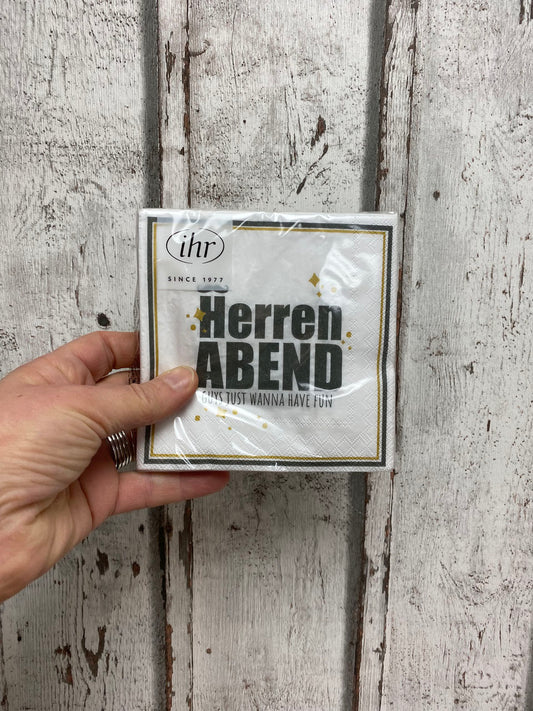 ihr
SINCE 1977
Herren
ABEND
GUYS JUST WANNA HAVE FUN